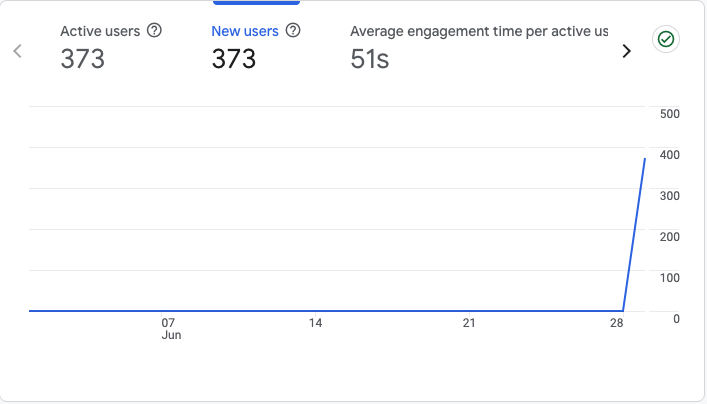 Active users
373
New users
373
Average engagement time per active us
51s
500
400
300
200
100
0
07
Jun
14
21
28